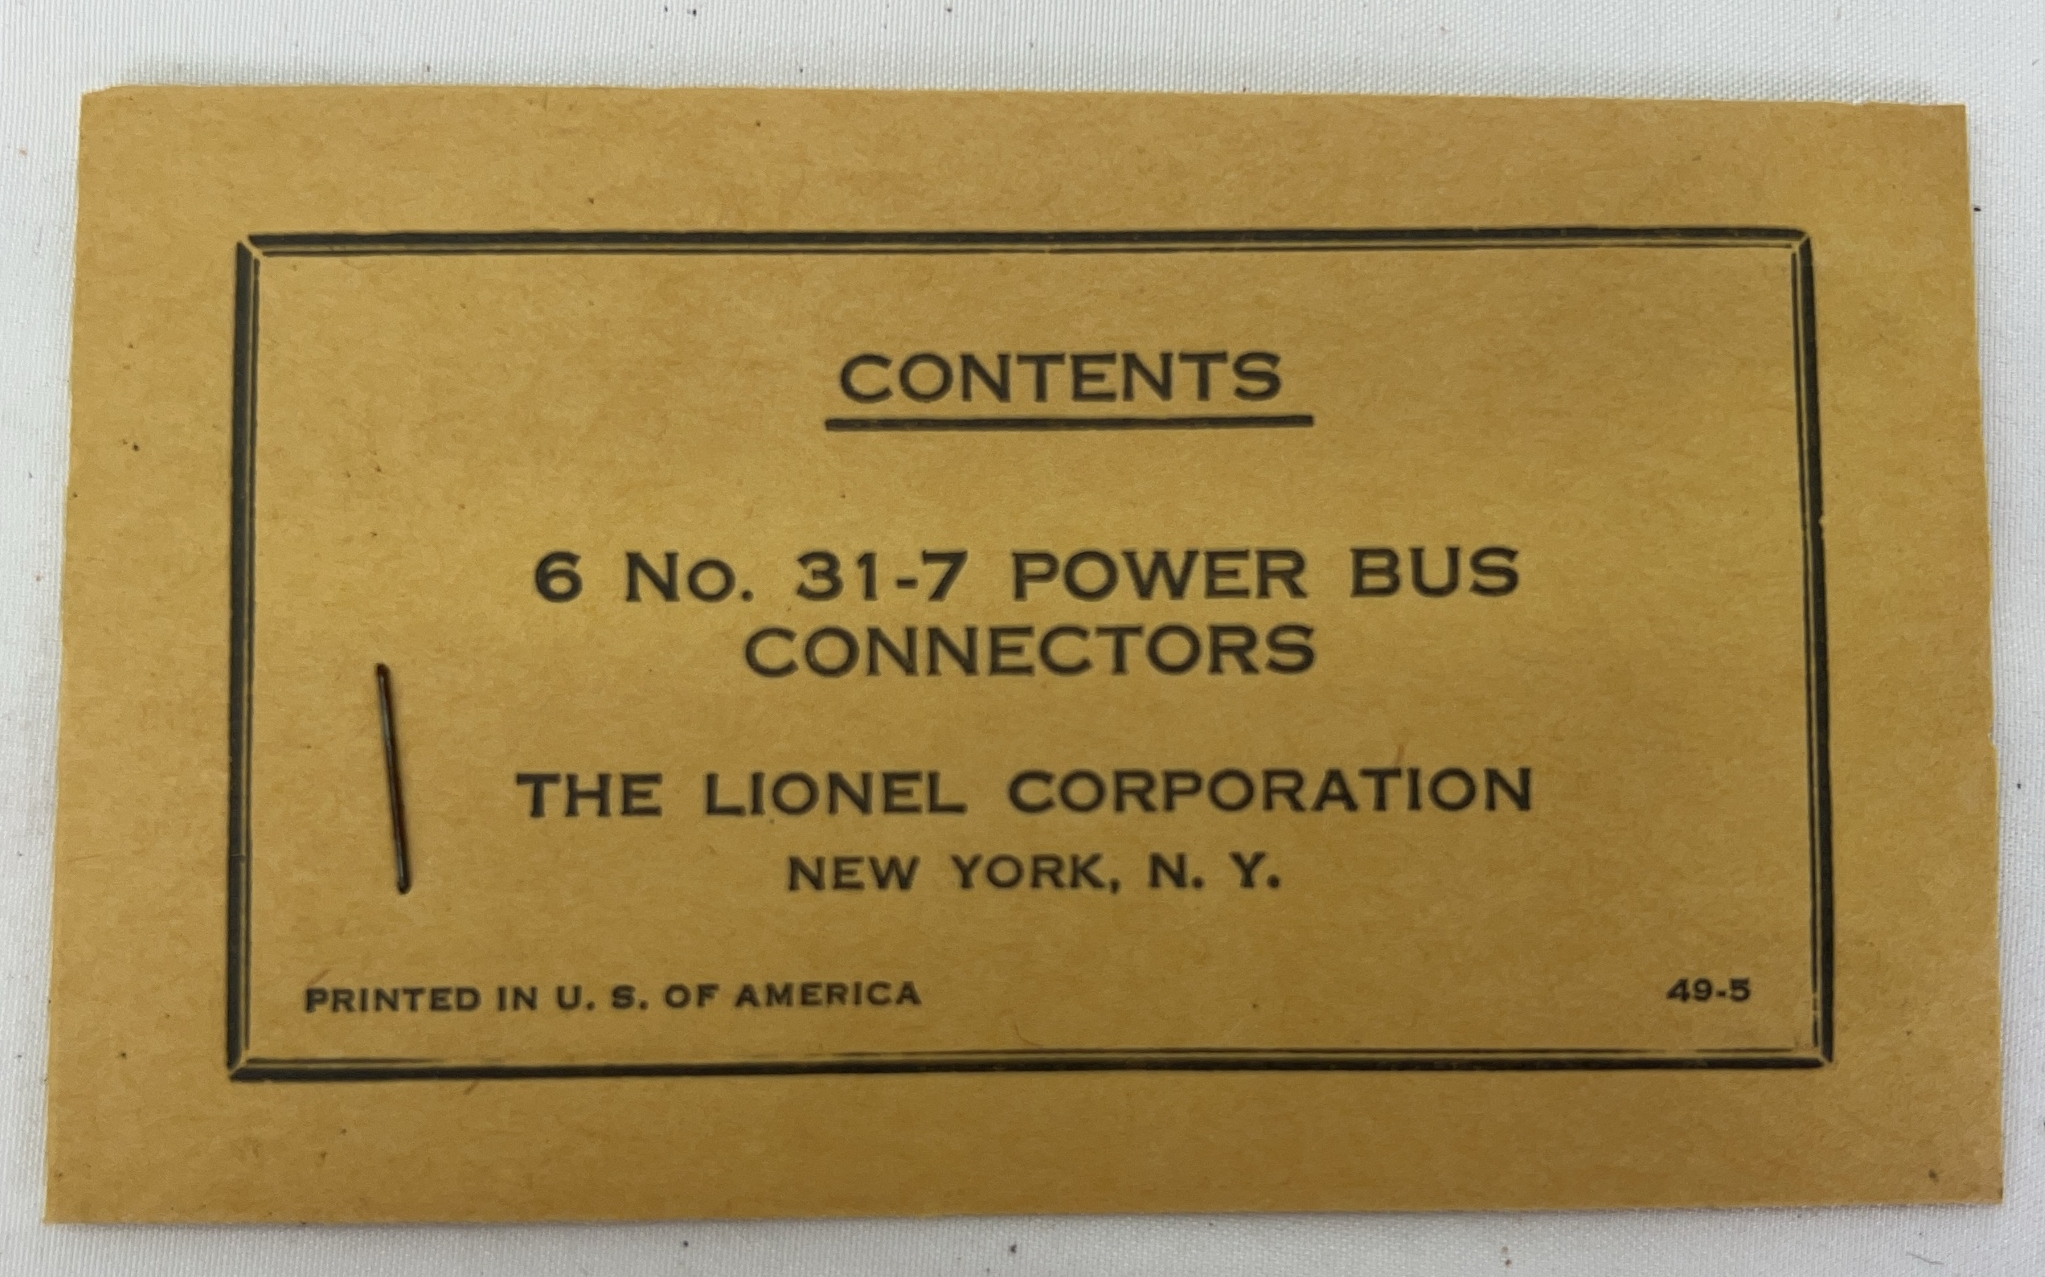 CONTENTS
6 No. 31-7 POWER BUS
CONNECTORS
THE LIONEL CORPORATION
NEW YORK, N. Y.
PRINTED IN U. S. OF AMERICA
49-5